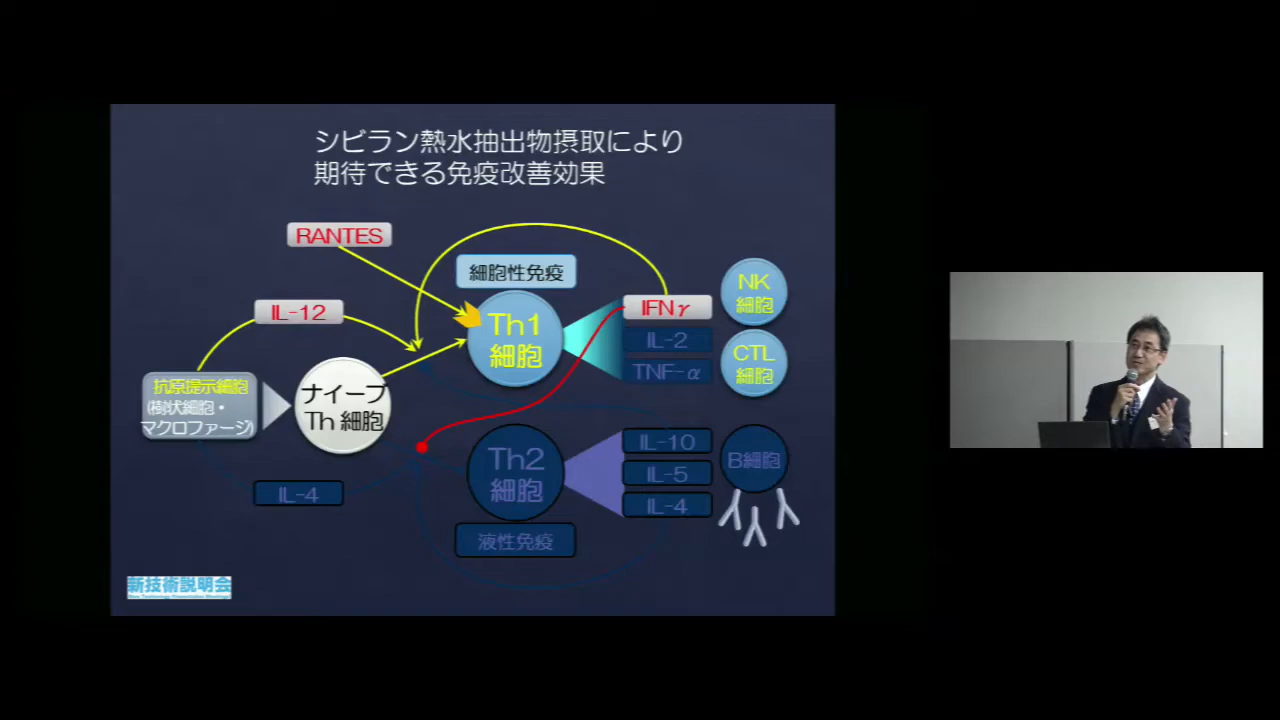 シビラン熱水抽出物摂取により
期待できる免疫改善効果
RANTES
細胞性免疫
IL-12
Th1
細胞
IFNγ
IL-2
TNF-α
NK
細胞
CTL
細胞
抗原提示細胞
(樹状細胞・
マクロファージ)
ナイーブ
Th 細胞
IL-4
Th2
細胞
IL-10
IL-5
IL-4
B細胞
液性免疫
新技術説明会
New Technology Presentation Meetings!